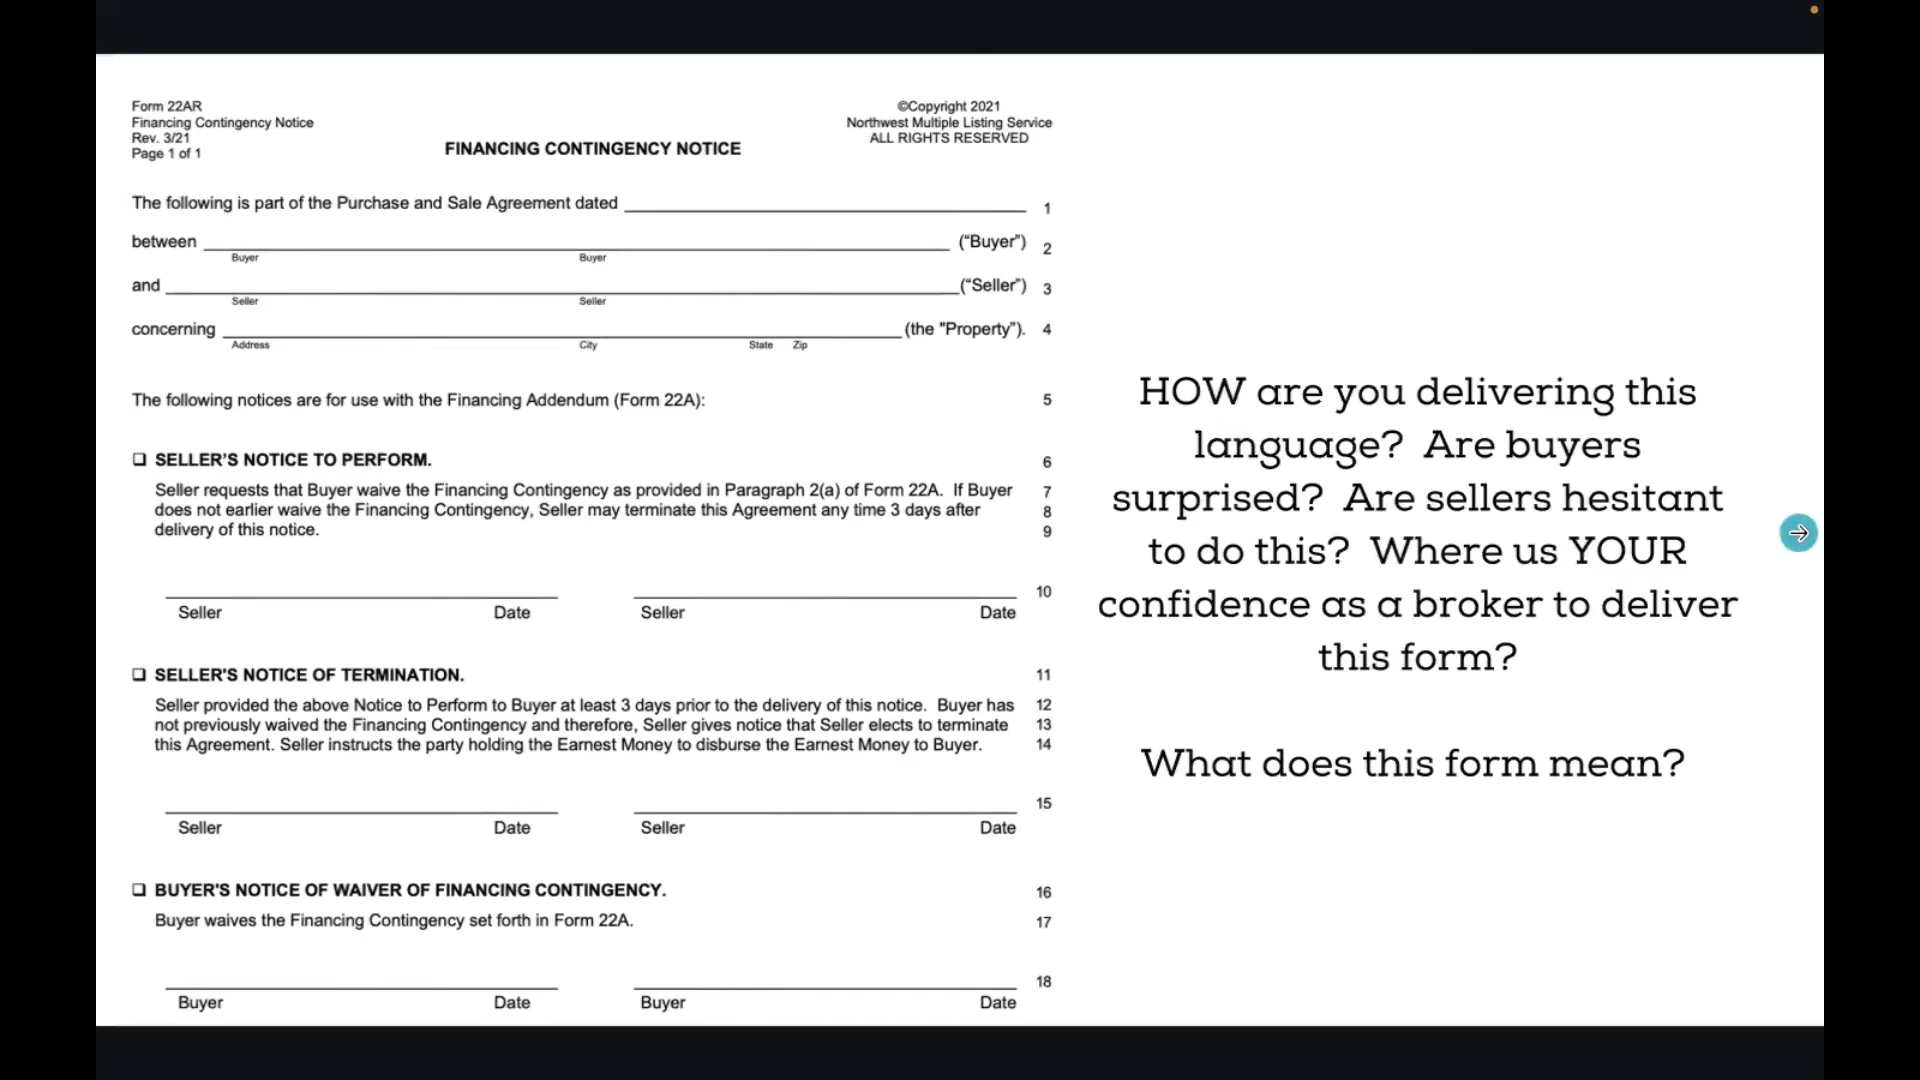 Form 22AR
Financing Contingency Notice
Rev. 3/21
Page 1 of 1
©Copyright 2021
Northwest Multiple Listing Service
ALL RIGHTS RESERVED
FINANCING CONTINGENCY NOTICE
The following is part of the Purchase and Sale Agreement dated 1
between ("Buyer") 2
Buyer Buyer
and ("Seller") 3
Seller Seller
concerning (the "Property"). 4
Address City State Zip
The following notices are for use with the Financing Addendum (Form 22A): 5
❑ SELLER'S NOTICE TO PERFORM. 6
Seller requests that Buyer waive the Financing Contingency as provided in Paragraph 2(a) of Form 22A. If Buyer 7
does not earlier waive the Financing Contingency, Seller may terminate this Agreement any time 3 days after 8
delivery of this notice. 9
10
Seller Date Seller Date
❑ SELLER'S NOTICE OF TERMINATION. 11
Seller provided the above Notice to Perform to Buyer at least 3 days prior to the delivery of this notice. Buyer has 12
not previously waived the Financing Contingency and therefore, Seller gives notice that Seller elects to terminate 13
this Agreement. Seller instructs the party holding the Earnest Money to disburse the Earnest Money to Buyer. 14
15
Seller Date Seller Date
❑ BUYER'S NOTICE OF WAIVER OF FINANCING CONTINGENCY. 16
Buyer waives the Financing Contingency set forth in Form 22A. 17
18
Buyer Date Buyer Date
HOW are you delivering this
language? Are buyers
surprised? Are sellers hesitant
to do this? Where us YOUR
confidence as a broker to deliver
this form?
What does this form mean?